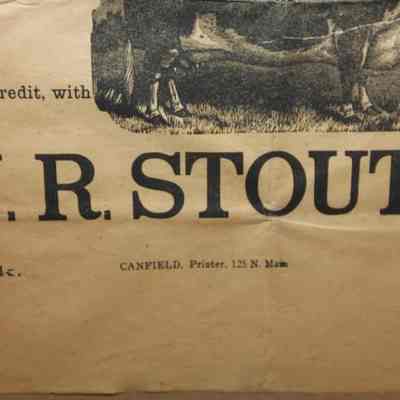 redit, with
. R. STOUT
CANFIELD, Printer, 125 N. Main
k.